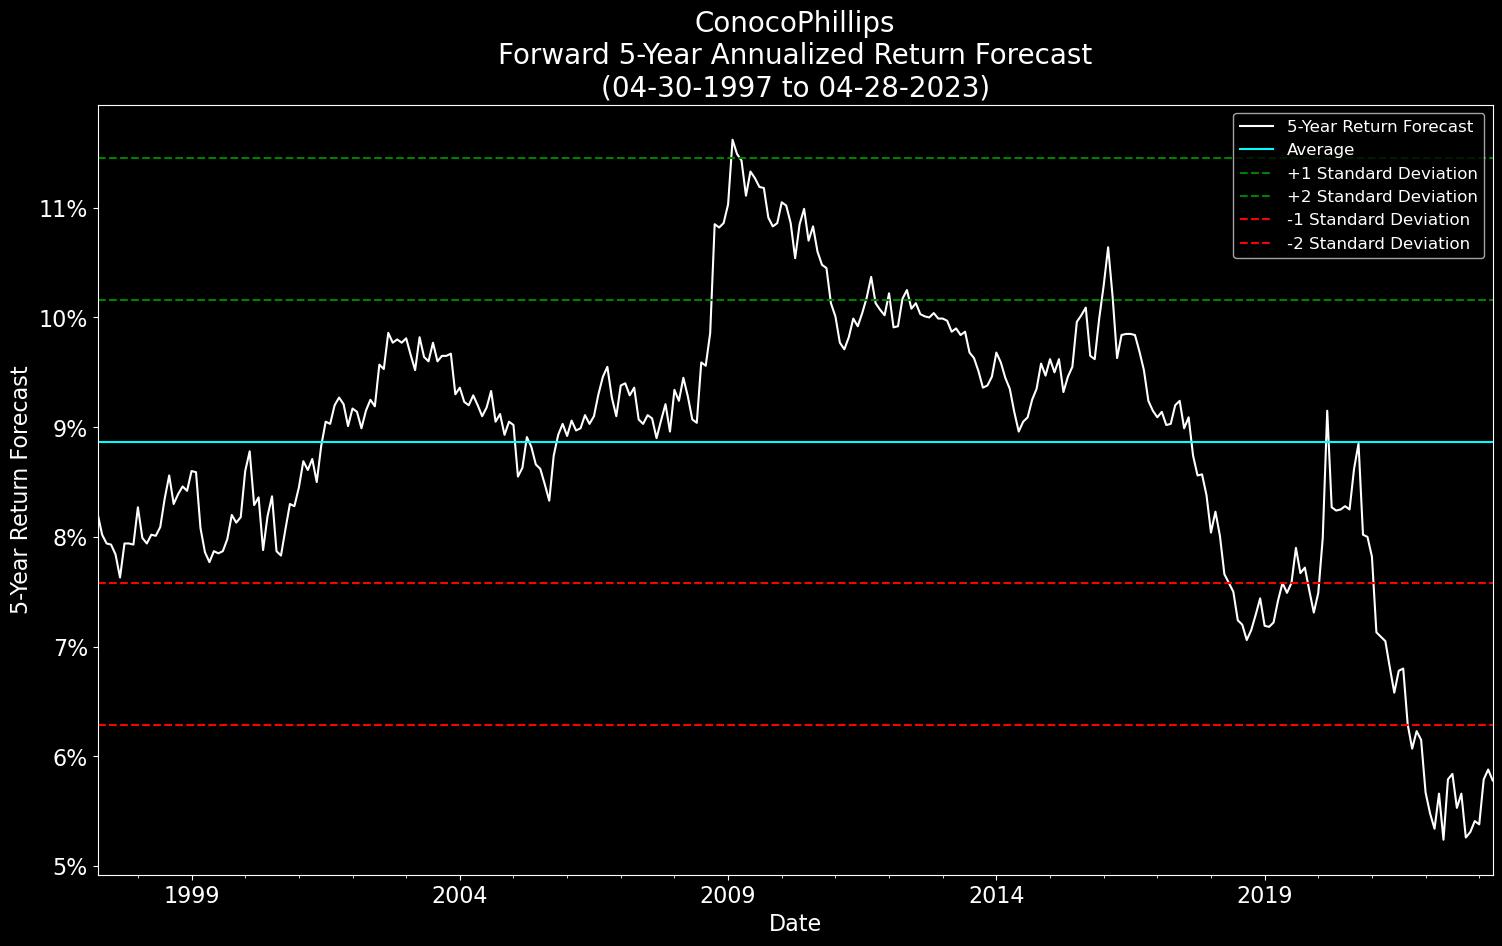 ConocoPhillips
Forward 5-Year Annualized Return Forecast
(04-30-1997 to 04-28-2023)
5-Year Return Forecast
Average
+1 Standard Deviation
+2 Standard Deviation
-1 Standard Deviation
-2 Standard Deviation
11%
10%
9%
8%
7%
6%
5%
5-Year Return Forecast
1999
2004
2009
2014
2019
Date